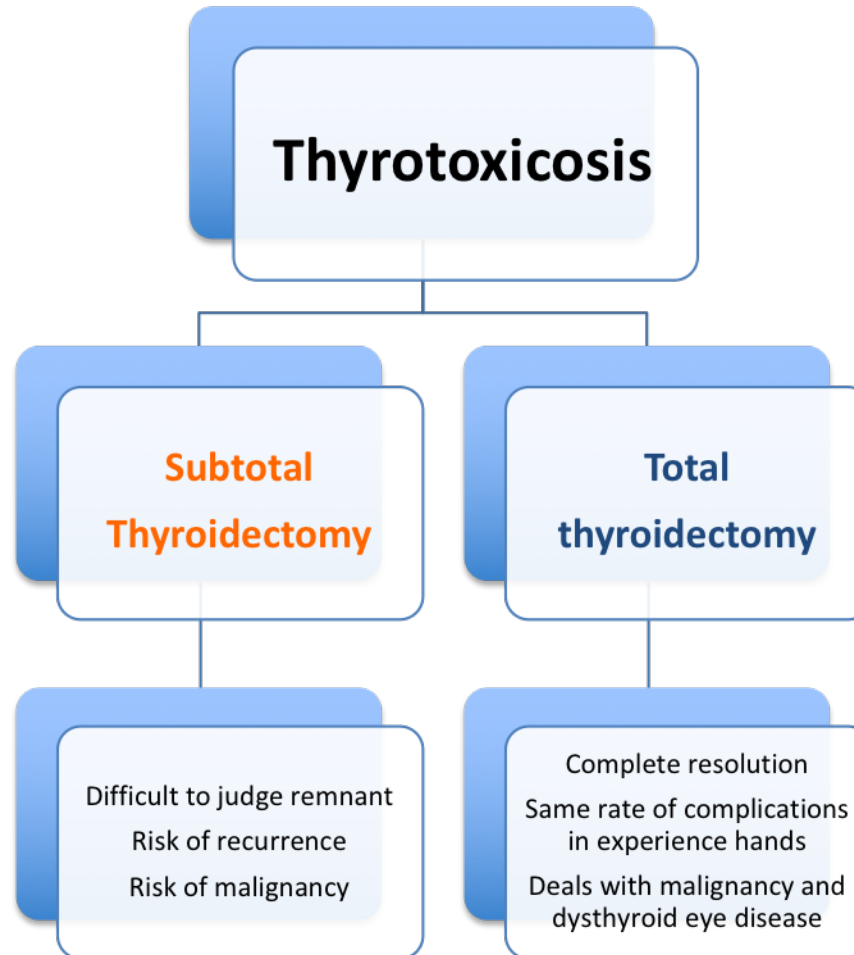 Thyrotoxicosis
Subtotal
Thyroidectomy
Total
thyroidectomy
Difficult to judge remnant
Risk of recurrence
Risk of malignancy
Complete resolution
Same rate of complications
in experience hands
Deals with malignancy and
dysthyroid eye disease